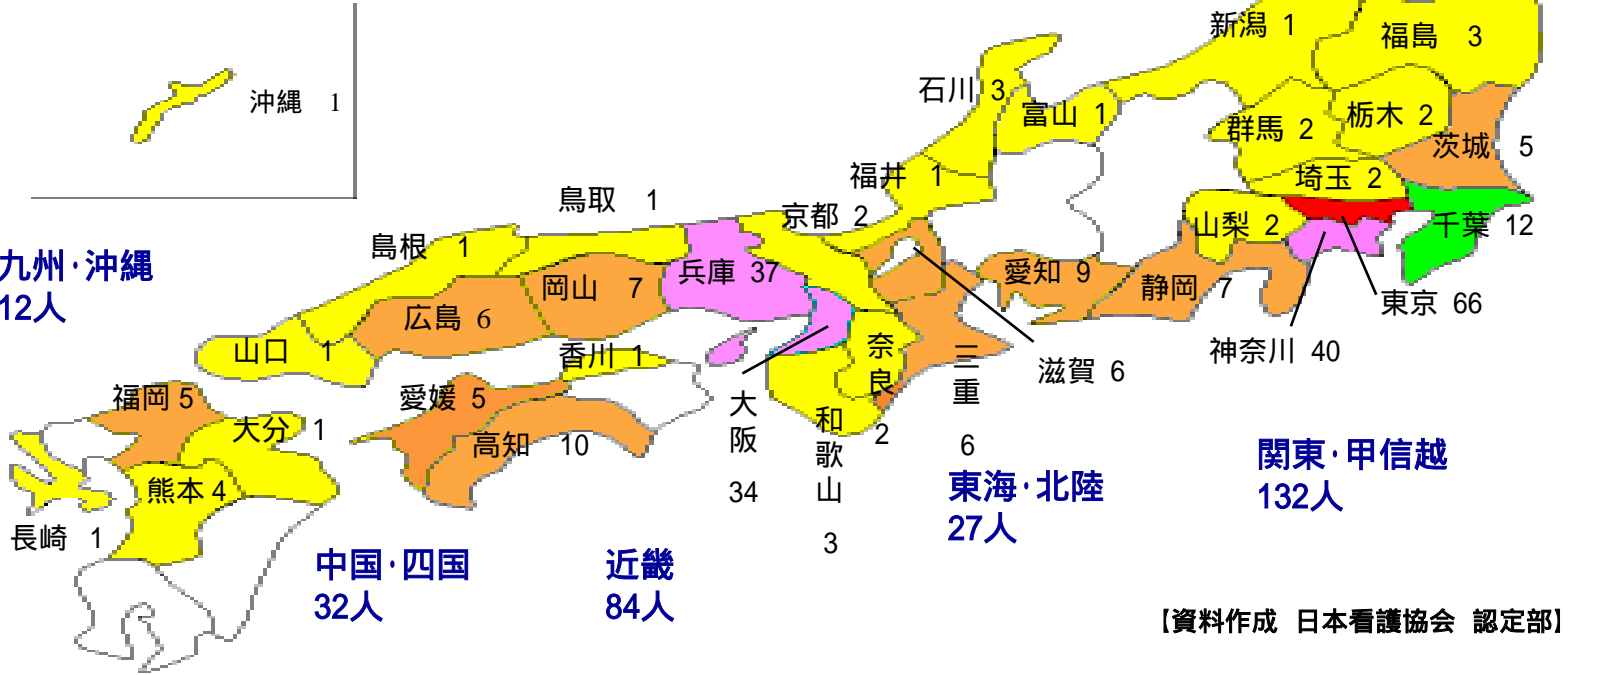 新潟 1
福島 3
石川 3
富山 1
群馬 2
栃木 2
茨城 5
沖縄 1
福井 1
埼玉 2
鳥取 1
京都 2
山梨 2
千葉 12
島根 1
九州·沖縄
12人
兵庫 37
岡山 7
愛知 9
静岡 7
東京 66
広島 6
山口 1
香川 1
奈良 2
三重 6
滋賀 6
神奈川 40
福岡 5
愛媛 5
大阪 34
和歌山 3
大分 1
高知 10
熊本 4
長崎 1
東海·北陸
27人
関東·甲信越
132人
中国·四国
32人
近畿
84人
【資料作成 日本看護協会 認定部】